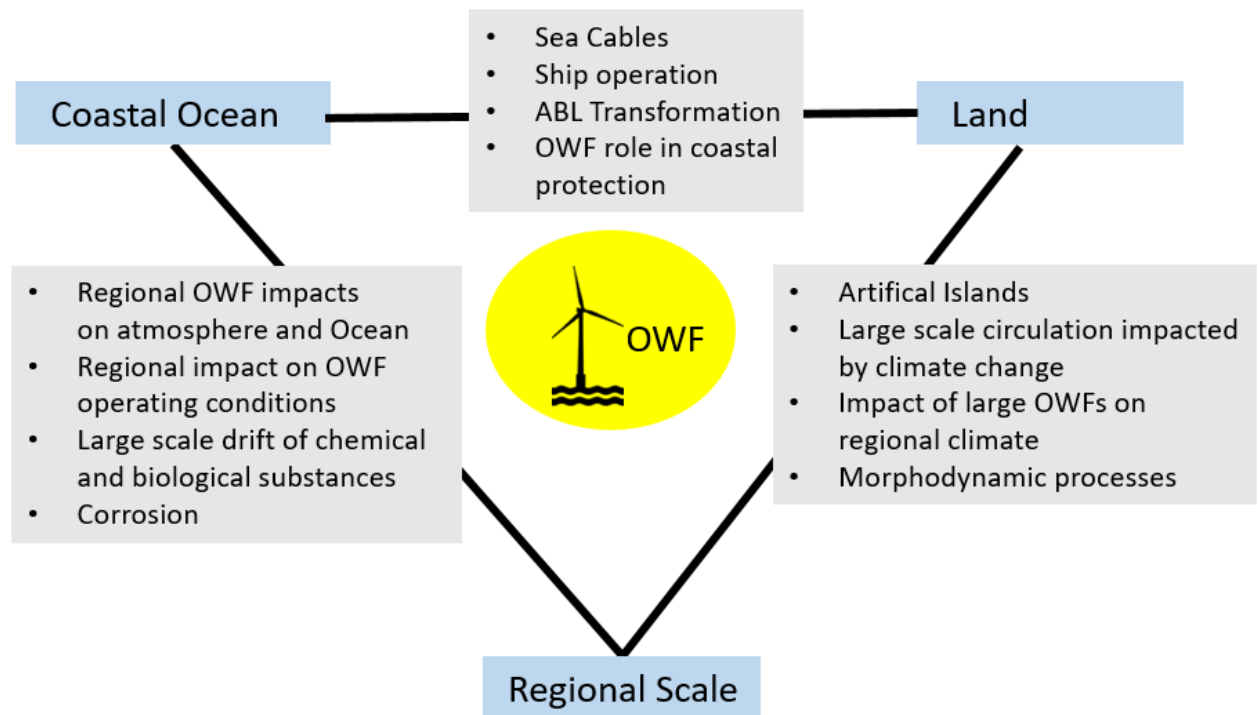 • Sea Cables
• Ship operation
• ABL Transformation
• OWF role in coastal
protection
Coastal Ocean
Land
• Regional OWF impacts
on atmosphere and Ocean
• Regional impact on OWF
operating conditions
• Large scale drift of chemical
and biological substances
• Corrosion
OWF
• Artifical Islands
• Large scale circulation impacted
by climate change
• Impact of large OWFs on
regional climate
• Morphodynamic processes
Regional Scale